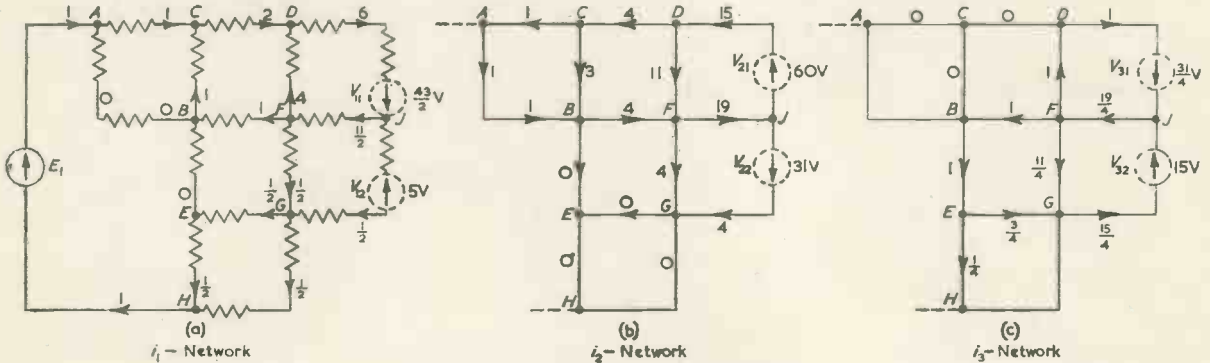 1 A 1 C 2 D 6
V₁₁ 43/2 V
0 0 B 1 1 F 4 11/2 J
E₁
V₁₂ 5V
0 1/2 1/2
E G 1/2
1 H 1/2 1/2
(a)
i₁ – Network
A 1 C 4 D 15
V₂₁ 60V
1 3 11
1 B 4 F 19 J
V₂₂ 31V
0 4
E 0 G 4
0 0
H
(b)
i₂ – Network
A 0 C 0 D 1
V₃₁ 31/4 V
0 1
B 1 F 19/4 J
V₃₂ 15V
1 11/4
E 3/4 G 15/4
1/4
H
(c)
i₃ – Network